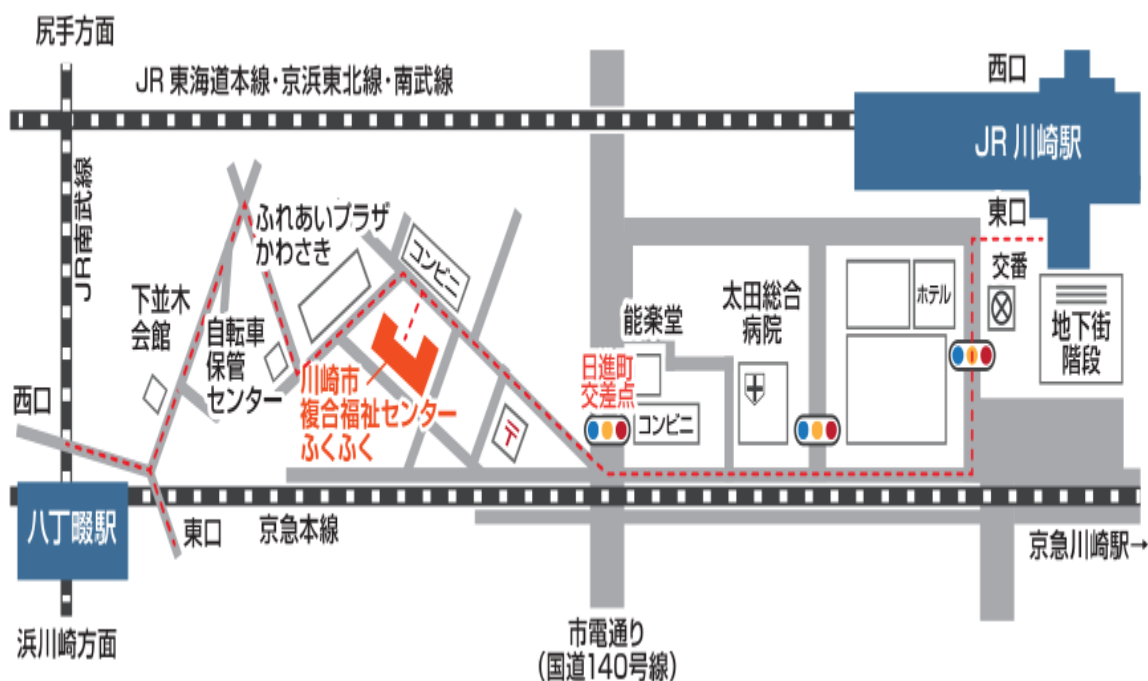 尻手方面
JR 東海道本線・京浜東北線・南武線
西口
JR 川崎駅
JR南武線
東口
ふれあいプラザ
かわさき
コンビニ
交番
ホテル
地下街
階段
太田総合
病院
能楽堂
下並木
会館
自転車
保管
センター
日進町
交差点
コンビニ
川崎市
複合福祉センター
ふくふく
〒
西口
八丁畷駅
東口
京急本線
京急川崎駅→
浜川崎方面
市電通り
(国道140号線)